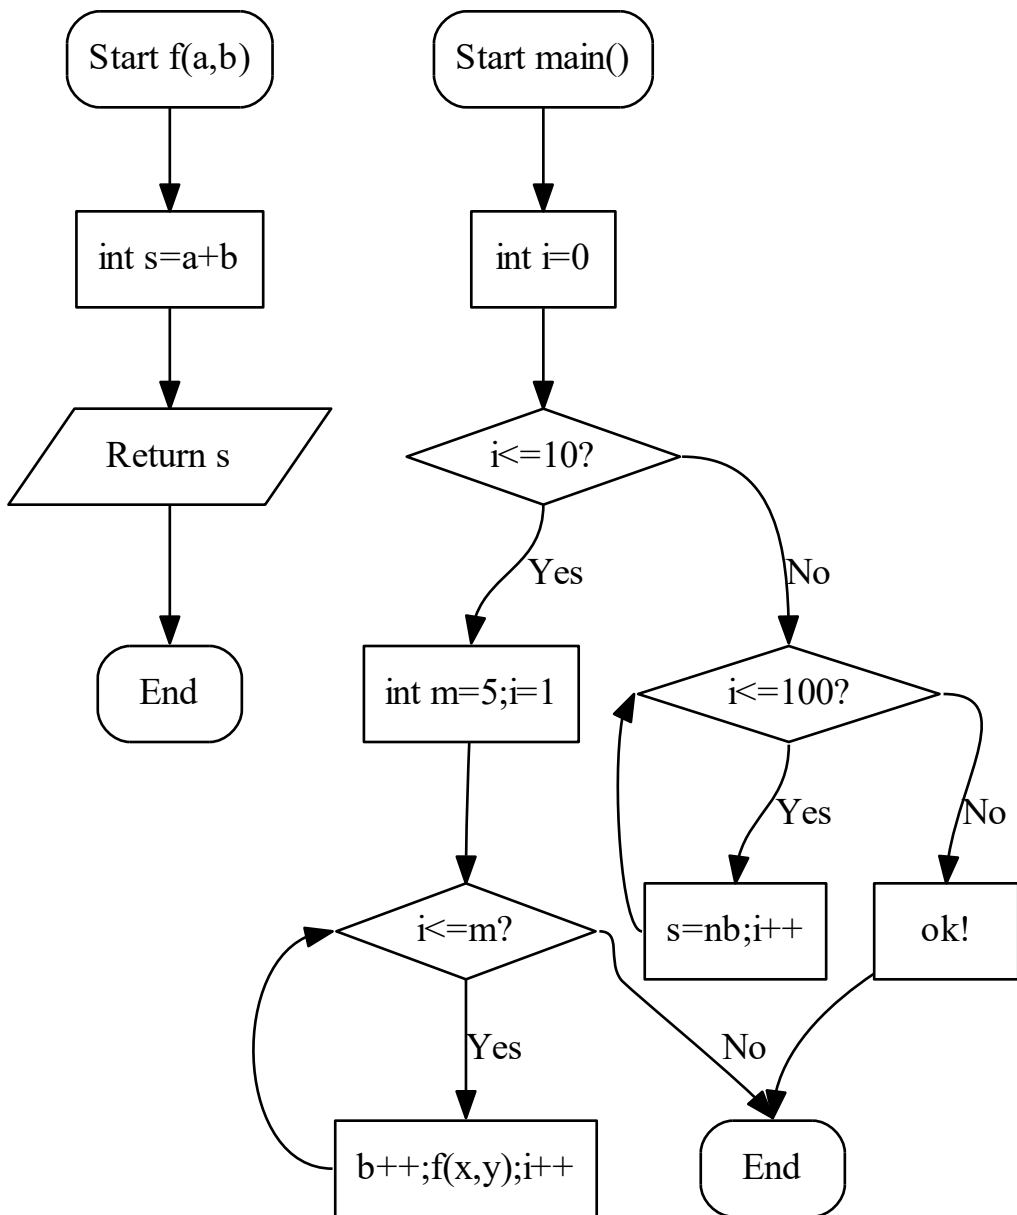 Start f(a,b)
Start main()
int s=a+b
int i=0
Return s
i<=10?
Yes
No
End
int m=5;i=1
i<=100?
Yes
No
i<=m?
s=nb;i++
ok!
Yes
No
b++;f(x,y);i++
End